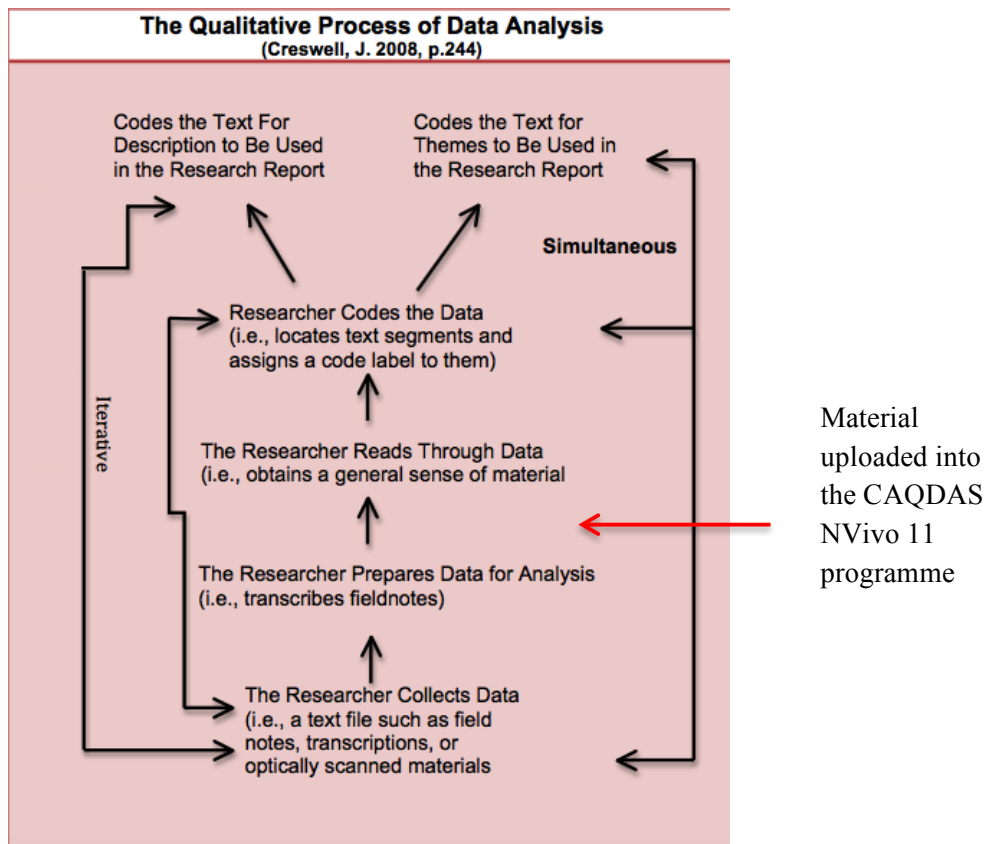 The Qualitative Process of Data Analysis
(Creswell, J. 2008, p.244)
Codes the Text For
Description to Be Used
in the Research Report
Codes the Text for
Themes to Be Used in
the Research Report
Simultaneous
Researcher Codes the Data
(i.e., locates text segments and
assigns a code label to them)
Iterative
The Researcher Reads Through Data
(i.e., obtains a general sense of material
Material
uploaded into
the CAQDAS
NVivo 11
programme
The Researcher Prepares Data for Analysis
(i.e., transcribes fieldnotes)
The Researcher Collects Data
(i.e., a text file such as field
notes, transcriptions, or
optically scanned materials